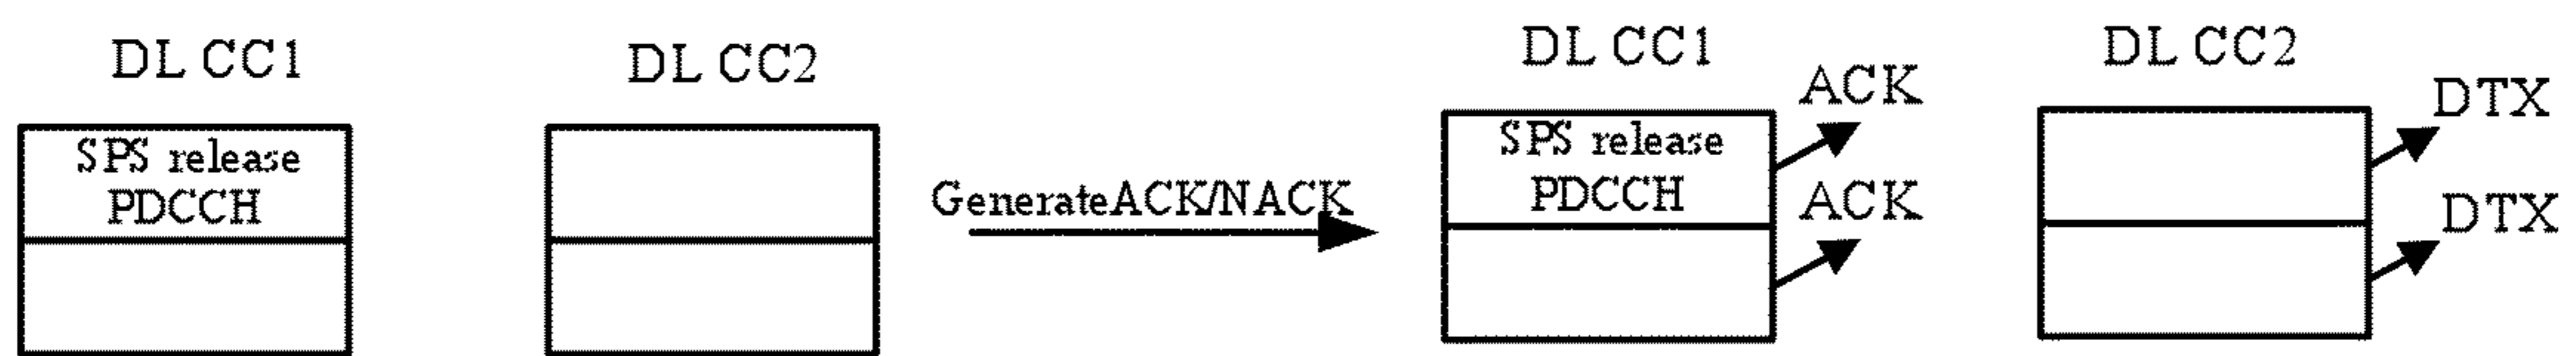 DL CC1
DL CC2
SPS release
PDCCH
GenerateACK/NACK
DL CC1
DL CC2
ACK
DTX
SPS release
PDCCH
ACK
DTX